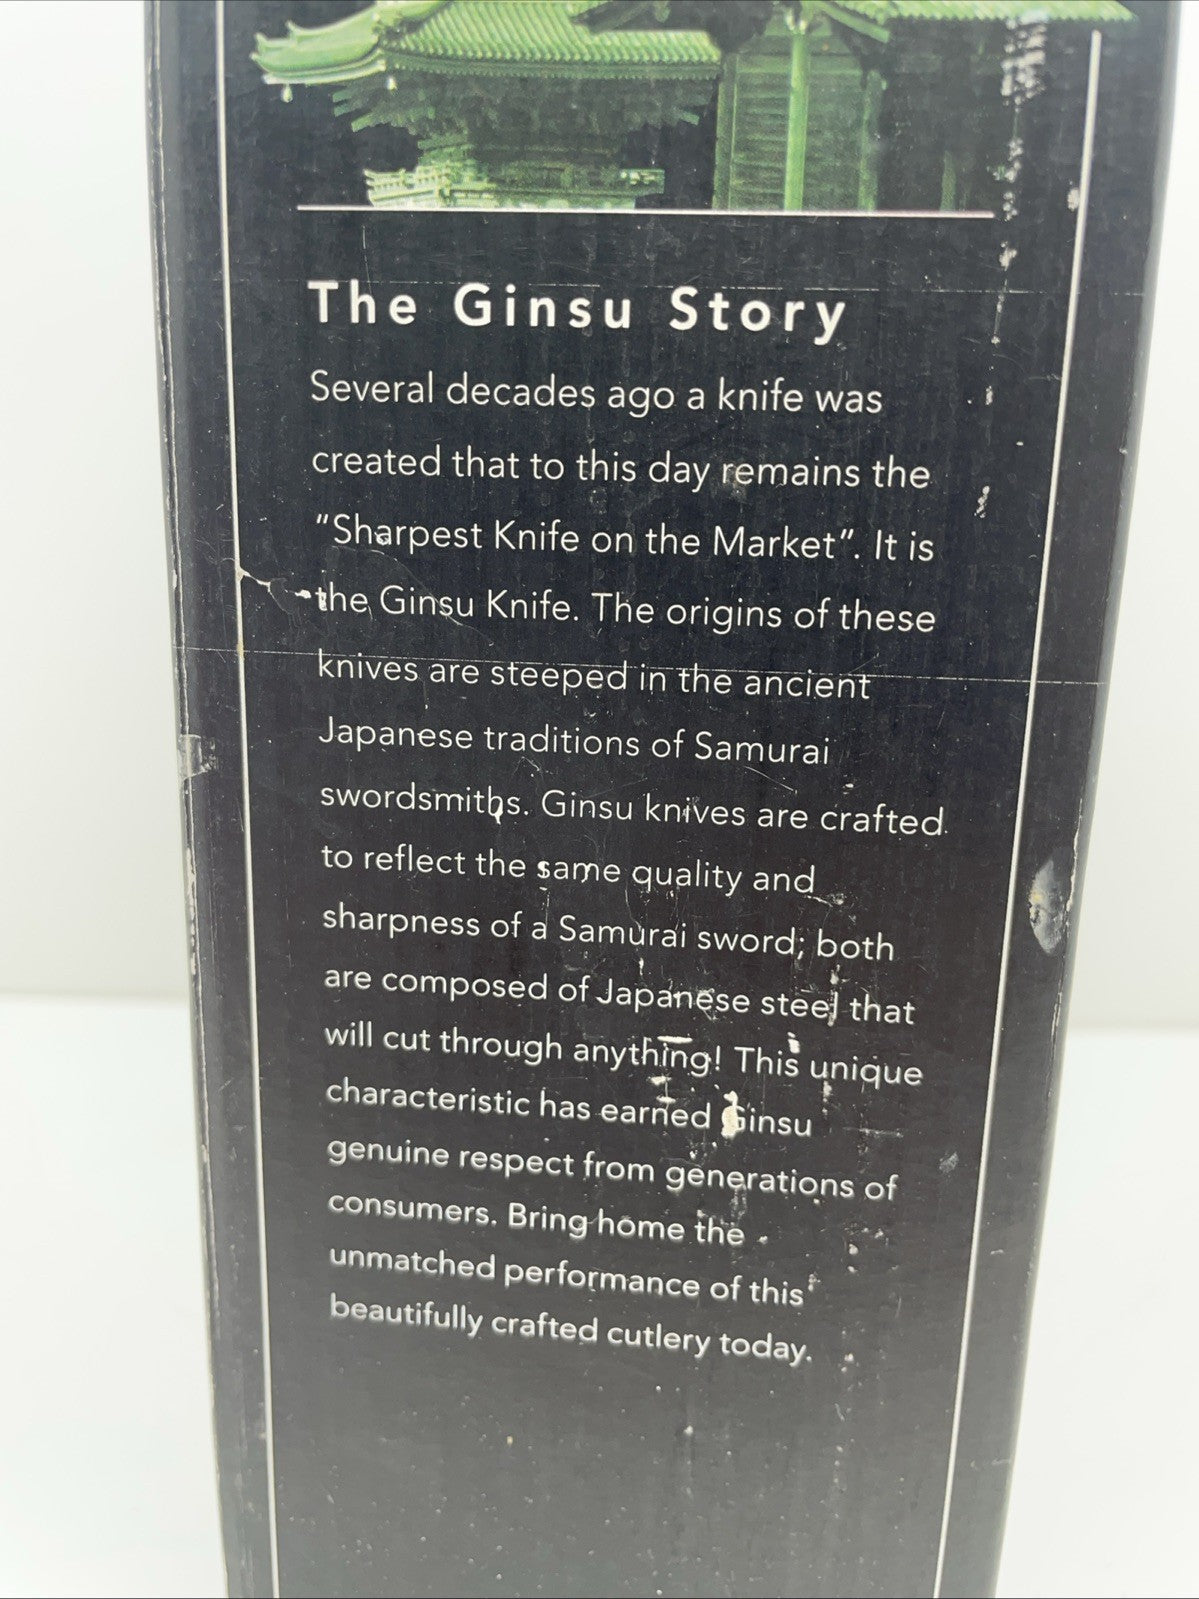 The Ginsu Story
Several decades ago a knife was
created that to this day remains the
"Sharpest Knife on the Market". It is
the Ginsu Knife. The origins of these
knives are steeped in the ancient
Japanese traditions of Samurai
swordsmiths. Ginsu knives are crafted
to reflect the same quality and
sharpness of a Samurai sword; both
are composed of Japanese steel that
will cut through anything! This unique
characteristic has earned Ginsu
genuine respect from generations of
consumers. Bring home the
unmatched performance of this
beautifully crafted cutlery today.